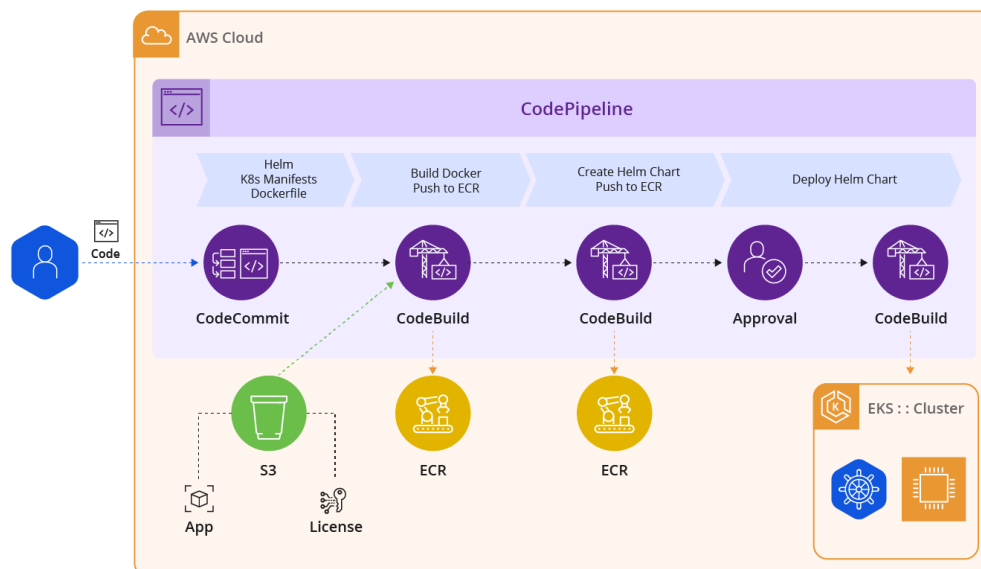 AWS Cloud
CodePipeline
Helm
K8s Manifests
Dockerfile
Build Docker
Push to ECR
Create Helm Chart
Push to ECR
Deploy Helm Chart
Code
CodeCommit
CodeBuild
CodeBuild
Approval
CodeBuild
S3
ECR
ECR
EKS : : Cluster
K
App
License